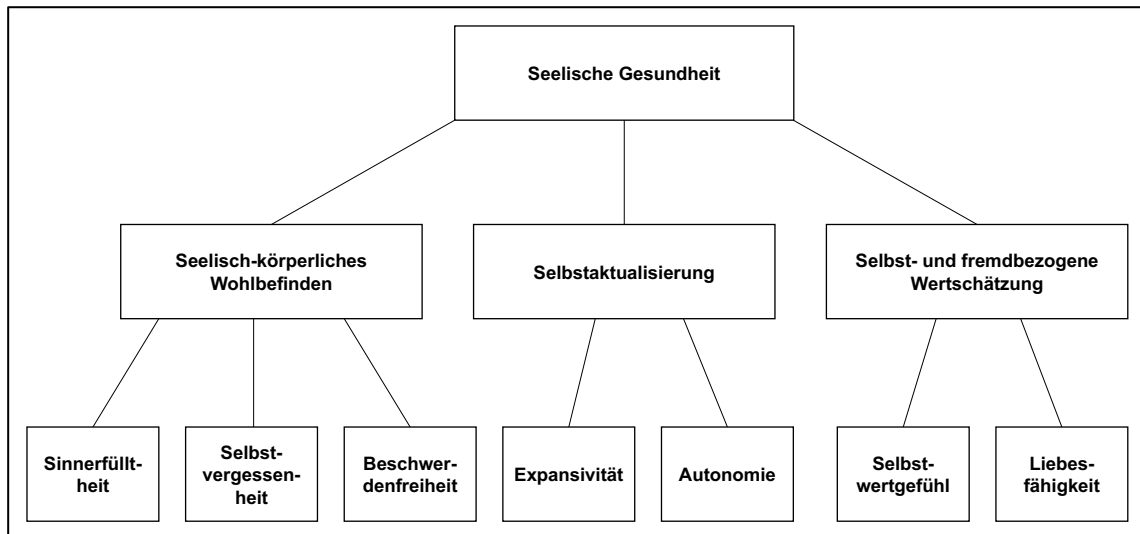 Seelische Gesundheit
Seelisch-körperliches
Wohlbefinden
Selbstaktualisierung
Selbst- und fremdbezogene
Wertschätzung
Sinnerfüllt-
heit
Selbst-
vergessen-
heit
Beschwer-
denfreiheit
Expansivität
Autonomie
Selbst-
wertgefühl
Liebes-
fähigkeit